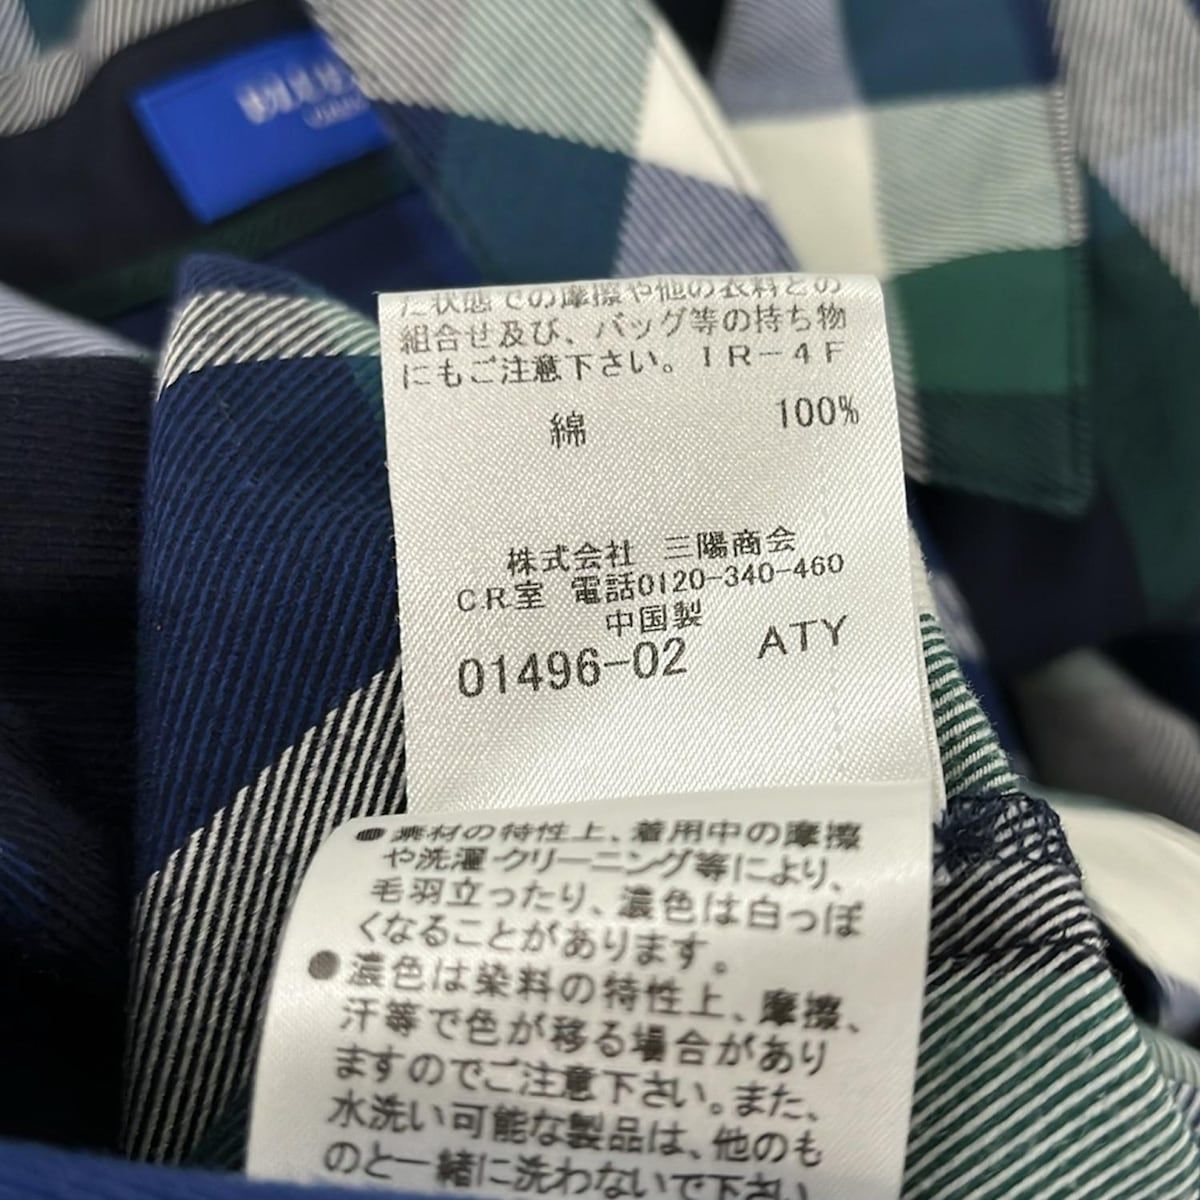 た状態での摩擦や他の衣料との
組合せ及び、バッグ等の持ち物
にもご注意下さい。IR-4F
綿 100%
株式会社 三陽商会
CR室 電話0120-340-460
中国製
01496-02 ATY
●素材の特性上、着用中の摩擦
や洗濯・クリーニング等により、
毛羽立ったり、濃色は白っぽ
くなることがあります。
●濃色は染料の特性上、摩擦、
汗等で色が移る場合があり
ますのでご注意下さい。また、
水洗い可能な製品は、他のも
のと一緒に洗わないで下さい